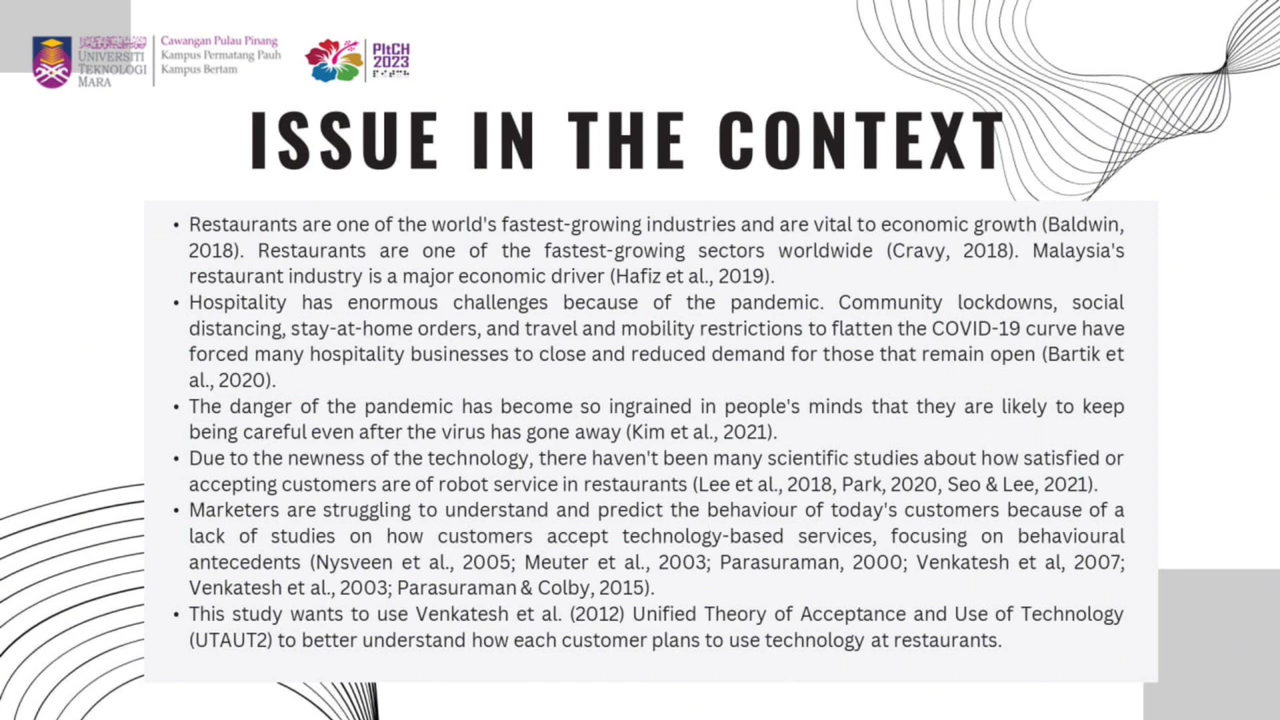 UNIVERSITI
TEKNOLOGI
MARA
Cawangan Pulau Pinang
Kampus Permatang Pauh
Kampus Bertam
PItCH
2023
ISSUE IN THE CONTEXT
• Restaurants are one of the world's fastest-growing industries and are vital to economic growth (Baldwin,
2018). Restaurants are one of the fastest-growing sectors worldwide (Cravy, 2018). Malaysia's
restaurant industry is a major economic driver (Hafiz et al., 2019).
• Hospitality has enormous challenges because of the pandemic. Community lockdowns, social
distancing, stay-at-home orders, and travel and mobility restrictions to flatten the COVID-19 curve have
forced many hospitality businesses to close and reduced demand for those that remain open (Bartik et
al., 2020).
• The danger of the pandemic has become so ingrained in people's minds that they are likely to keep
being careful even after the virus has gone away (Kim et al., 2021).
• Due to the newness of the technology, there haven't been many scientific studies about how satisfied or
accepting customers are of robot service in restaurants (Lee et al., 2018, Park, 2020, Seo & Lee, 2021).
• Marketers are struggling to understand and predict the behaviour of today's customers because of a
lack of studies on how customers accept technology-based services, focusing on behavioural
antecedents (Nysveen et al., 2005; Meuter et al., 2003; Parasuraman, 2000; Venkatesh et al, 2007;
Venkatesh et al., 2003; Parasuraman & Colby, 2015).
• This study wants to use Venkatesh et al. (2012) Unified Theory of Acceptance and Use of Technology
(UTAUT2) to better understand how each customer plans to use technology at restaurants.